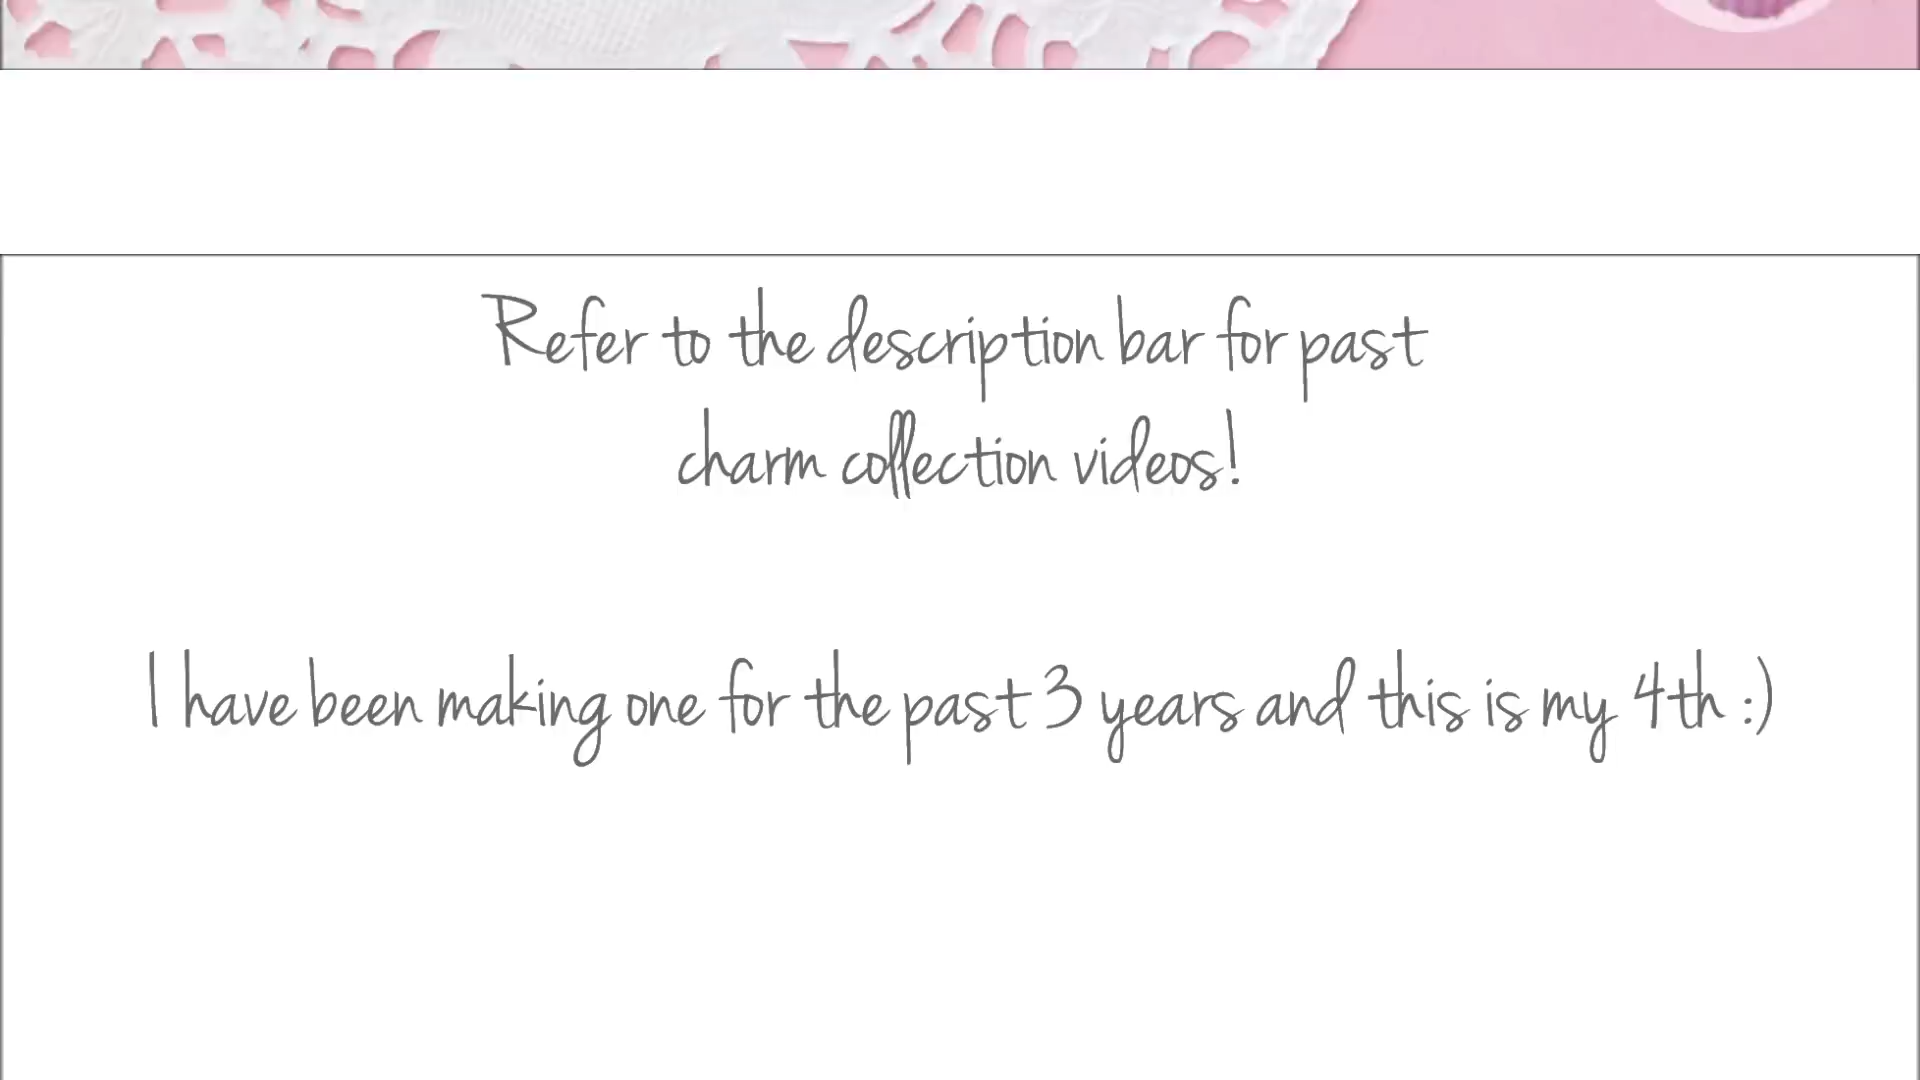 Refer to the description bar for past
charm collection videos!
I have been making one for the past 3 years and this is my 4th :)